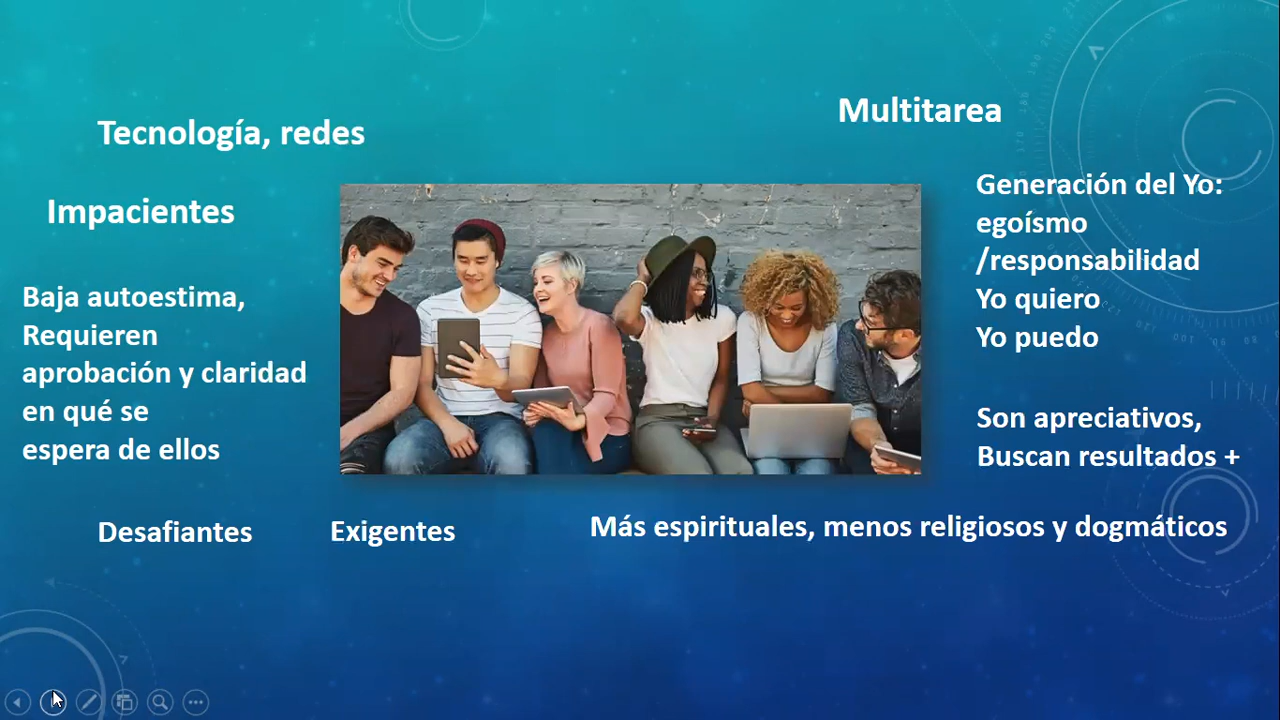 Tecnología, redes
Multitarea
Impacientes
Generación del Yo:
egoísmo
/responsabilidad
Yo quiero
Yo puedo
Baja autoestima,
Requieren
aprobación y claridad
en qué se
espera de ellos
Son apreciativos,
Buscan resultados +
Desafiantes
Exigentes
Más espirituales, menos religiosos y dogmáticos